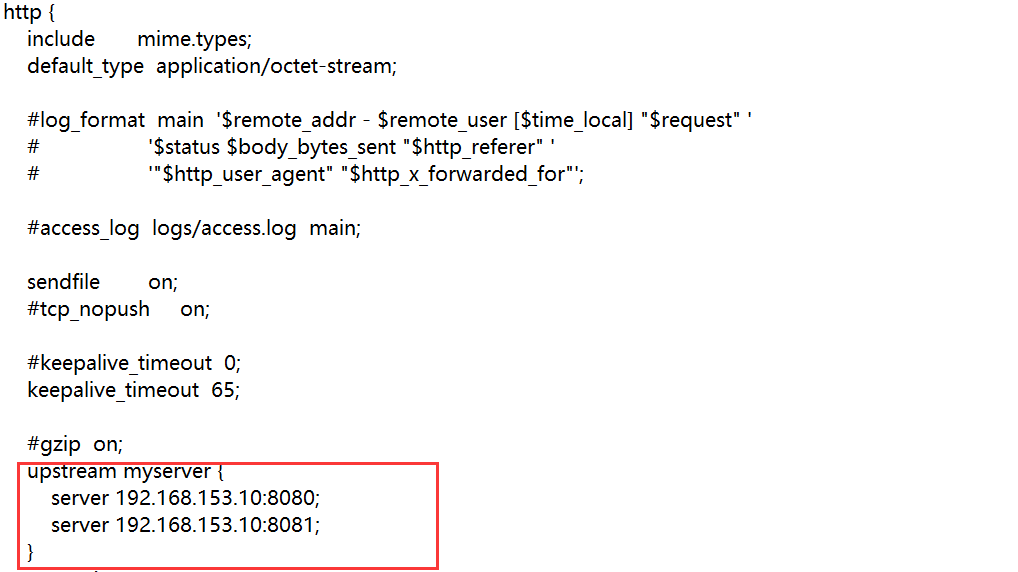 http {
    include       mime.types;
    default_type  application/octet-stream;
    #log_format  main  '$remote_addr - $remote_user [$time_local] "$request" '
    #                  '$status $body_bytes_sent "$http_referer" '
    #                  '"$http_user_agent" "$http_x_forwarded_for"';
    #access_log  logs/access.log  main;
    sendfile        on;
    #tcp_nopush     on;
    #keepalive_timeout  0;
    keepalive_timeout  65;
    #gzip  on;
    upstream myserver {
        server 192.168.153.10:8080;
        server 192.168.153.10:8081;
    }